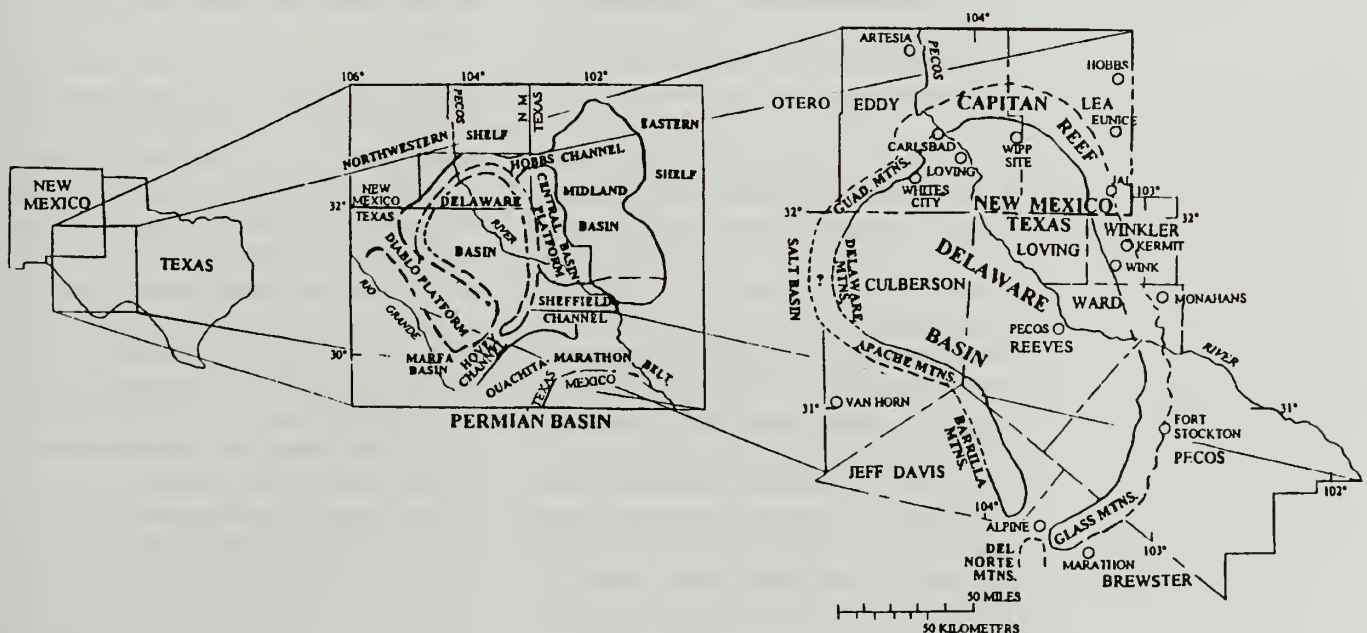 NEW
MEXICO
TEXAS
106°
104°
102°
PECOS
N M
TEXAS
NORTHWESTERN
SHELF
EASTERN
SHELF
HOBBS CHANNEL
NEW
MEXICO
TEXAS
32°
DELAWARE
BASIN
RIVER
CENTRAL BASIN
PLATFORM
MIDLAND
BASIN
DIABLO PLATFORM
RIO
GRANDE
SHEFFIELD
CHANNEL
30°
MARFA
BASIN
HOVEY
CHANNEL
OUACHITA
MARATHON
BELT
TEXAS
MEXICO
PERMIAN BASIN
104°
ARTESIA
PECOS
HOBBS
OTERO
EDDY
CAPITAN
REEF
LEA
EUNICE
CARLSBAD
LOVING
WIPP
SITE
WHITES
CITY
GUAD. MTNS.
JAL
103°
32°
32°
NEW MEXICO
TEXAS
LOVING
WINKLER
KERMIT
WINK
SALT BASIN
?
DELAWARE
MTNS.
CULBERSON
DELAWARE
BASIN
WARD
MONAHANS
PECOS
REEVES
RIVER
APACHE MTNS.
31°
VAN HORN
31°
BARRILLA
MTNS.
FORT
STOCKTON
PECOS
JEFF DAVIS
102°
104°
ALPINE
GLASS MTNS.
103°
DEL
NORTE
MTNS.
MARATHON
BREWSTER
50 MILES
50 KILOMETERS